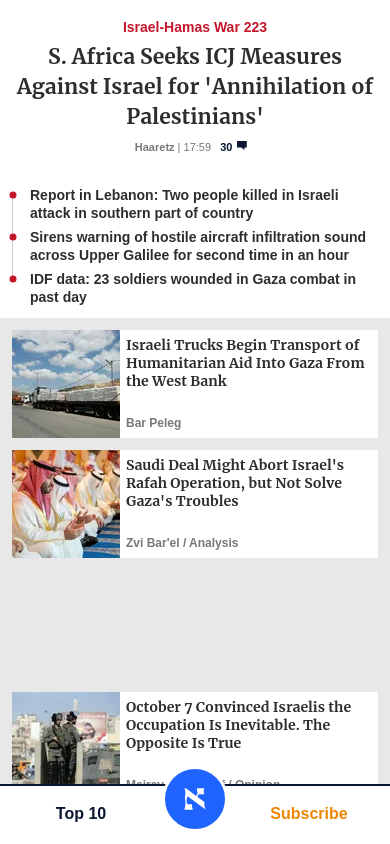 Israel-Hamas War 223
S. Africa Seeks ICJ Measures
Against Israel for 'Annihilation of
Palestinians'
Haaretz | 17:59 30
Report in Lebanon: Two people killed in Israeli
attack in southern part of country
Sirens warning of hostile aircraft infiltration sound
across Upper Galilee for second time in an hour
IDF data: 23 soldiers wounded in Gaza combat in
past day
Israeli Trucks Begin Transport of
Humanitarian Aid Into Gaza From
the West Bank
Bar Peleg
Saudi Deal Might Abort Israel's
Rafah Operation, but Not Solve
Gaza's Troubles
Zvi Bar'el / Analysis
October 7 Convinced Israelis the
Occupation Is Inevitable. The
Opposite Is True
/ Opinion
Top 10
Subscribe